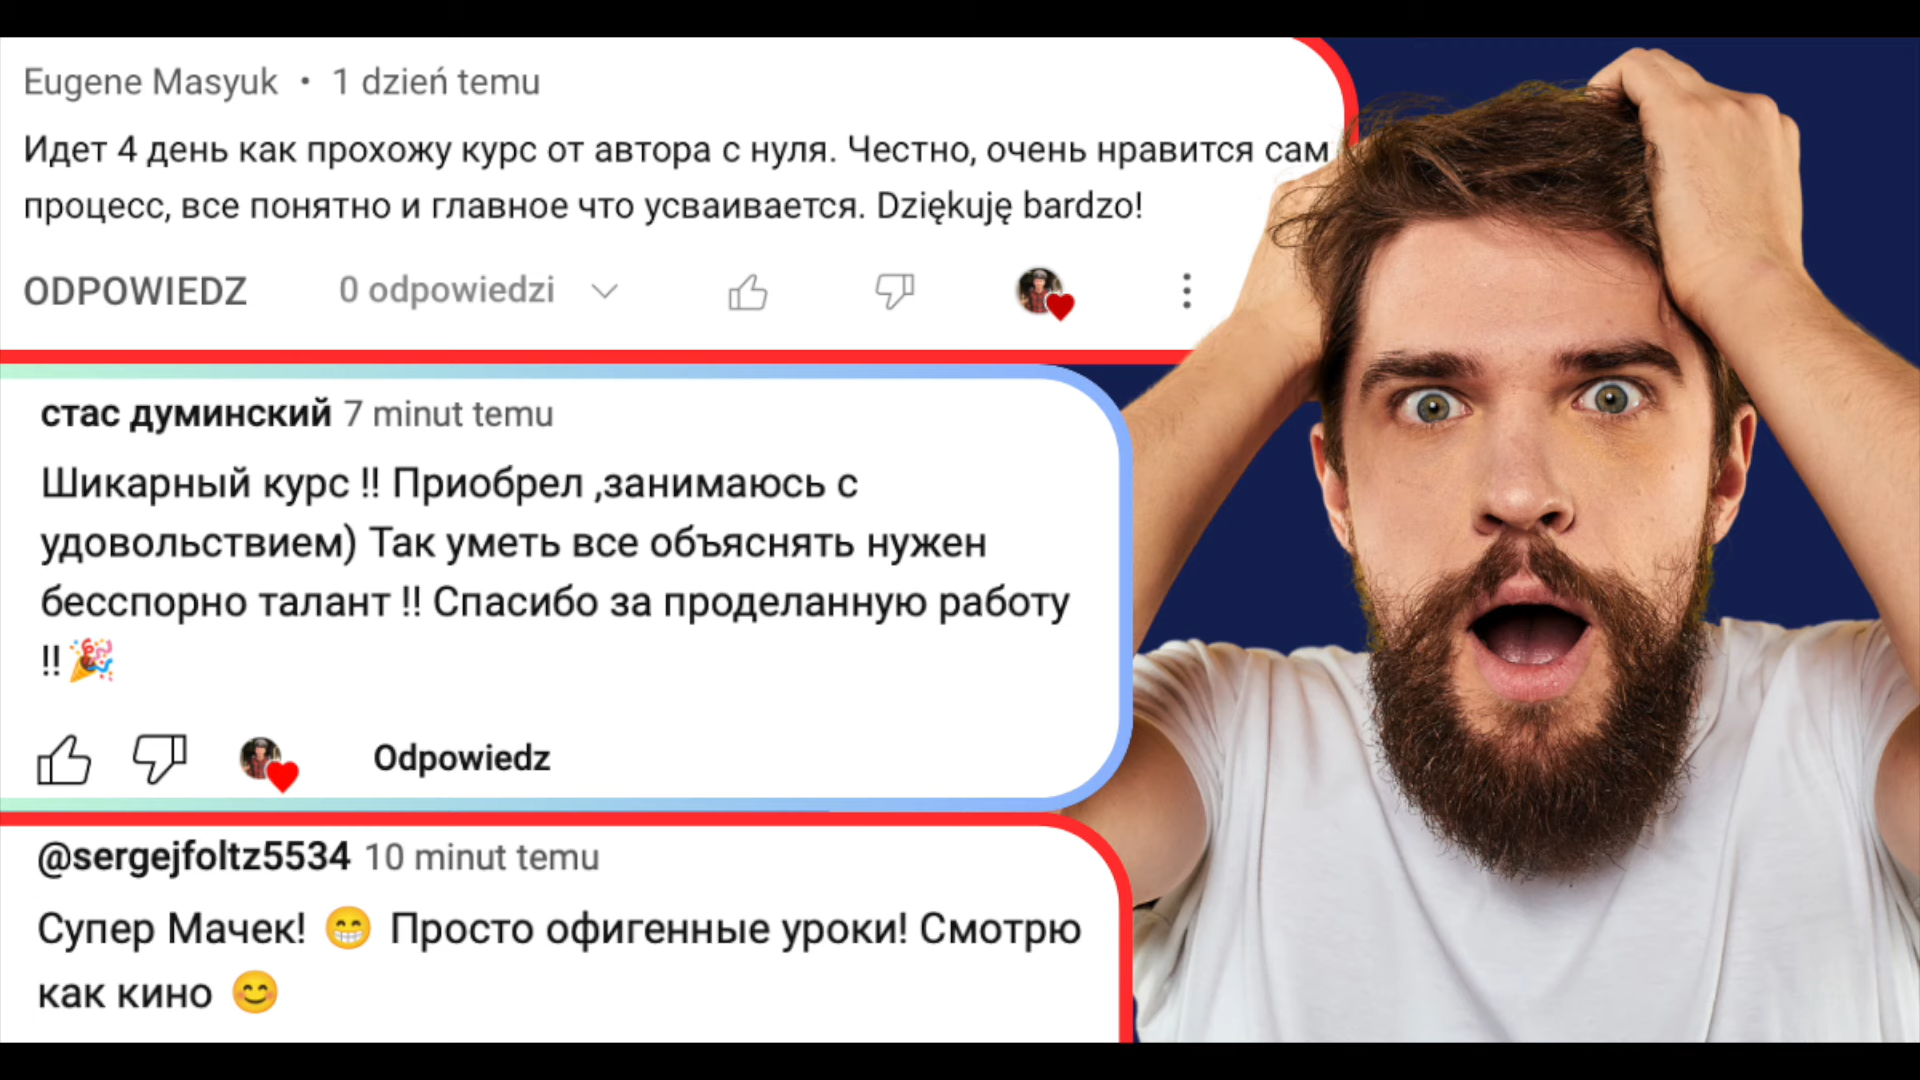 Eugene Masyuk • 1 dzień temu
Идет 4 день как прохожу курс от автора с нуля. Честно, очень нравится сам
процесс, все понятно и главное что усваивается. Dziękuję bardzo!
ODPOWIEDZ 0 odpowiedzi
стас думинский 7 minut temu
Шикарный курс !! Приобрел ,занимаюсь с
удовольствием) Так уметь все объяснять нужен
бесспорно талант !! Спасибо за проделанную работу
!! 🎉
Odpowiedz
@sergejfoltz5534 10 minut temu
Супер Мачек! 😁 Просто офигенные уроки! Смотрю
как кино 😊